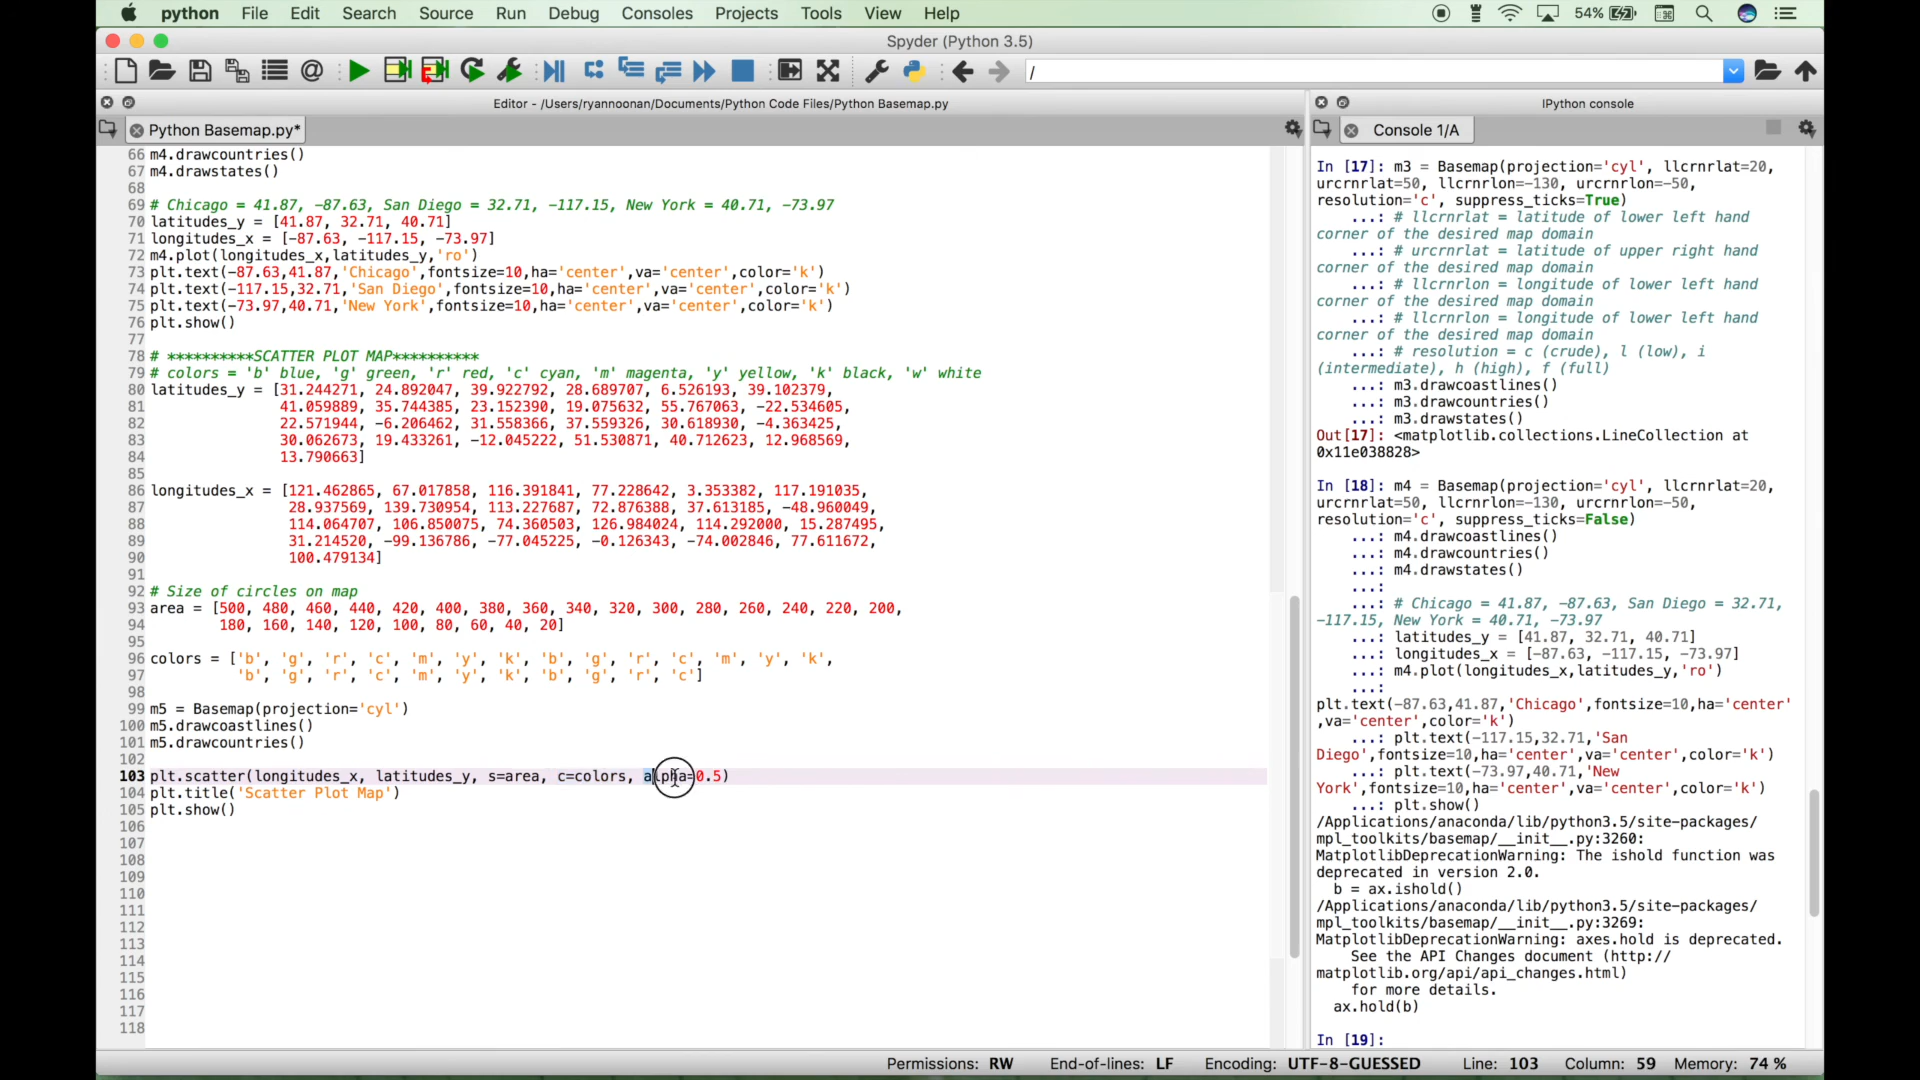 python File Edit Search Source Run Debug Consoles Projects Tools View Help 54%
Spyder (Python 3.5)
/
Editor - /Users/ryannoonan/Documents/Python Code Files/Python Basemap.py
IPython console
Python Basemap.py*
Console 1/A
66 m4.drawcountries()
67 m4.drawstates()
68
69 # Chicago = 41.87, -87.63, San Diego = 32.71, -117.15, New York = 40.71, -73.97
70 latitudes_y = [41.87, 32.71, 40.71]
71 longitudes_x = [-87.63, -117.15, -73.97]
72 m4.plot(longitudes_x,latitudes_y,'ro')
73 plt.text(-87.63,41.87,'Chicago',fontsize=10,ha='center',va='center',color='k')
74 plt.text(-117.15,32.71,'San Diego',fontsize=10,ha='center',va='center',color='k')
75 plt.text(-73.97,40.71,'New York',fontsize=10,ha='center',va='center',color='k')
76 plt.show()
77
78 # **********SCATTER PLOT MAP**********
79 # colors = 'b' blue, 'g' green, 'r' red, 'c' cyan, 'm' magenta, 'y' yellow, 'k' black, 'w' white
80 latitudes_y = [31.244271, 24.892047, 39.922792, 28.689707, 6.526193, 39.102379,
81 41.059889, 35.744385, 23.152390, 19.075632, 55.767063, -22.534605,
82 22.571944, -6.206462, 31.558366, 37.559326, 30.618930, -4.363425,
83 30.062673, 19.433261, -12.045222, 51.530871, 40.712623, 12.968569,
84 13.790663]
85
86 longitudes_x = [121.462865, 67.017858, 116.391841, 77.228642, 3.353382, 117.191035,
87 28.937569, 139.730954, 113.227687, 72.876388, 37.613185, -48.960049,
88 114.064707, 106.850075, 74.360503, 126.984024, 114.292000, 15.287495,
89 31.214520, -99.136786, -77.045225, -0.126343, -74.002846, 77.611672,
90 100.479134]
91
92 # Size of circles on map
93 area = [500, 480, 460, 440, 420, 400, 380, 360, 340, 320, 300, 280, 260, 240, 220, 200,
94 180, 160, 140, 120, 100, 80, 60, 40, 20]
95
96 colors = ['b', 'g', 'r', 'c', 'm', 'y', 'k', 'b', 'g', 'r', 'c', 'm', 'y', 'k',
97 'b', 'g', 'r', 'c', 'm', 'y', 'k', 'b', 'g', 'r', 'c']
98
99 m5 = Basemap(projection='cyl')
100 m5.drawcoastlines()
101 m5.drawcountries()
102
103 plt.scatter(longitudes_x, latitudes_y, s=area, c=colors, alpha=0.5)
104 plt.title('Scatter Plot Map')
105 plt.show()
106
107
108
109
110
111
112
113
114
115
116
117
118
In [17]: m3 = Basemap(projection='cyl', llcrnrlat=20,
urcrnrlat=50, llcrnrlon=-130, urcrnrlon=-50,
resolution='c', suppress_ticks=True)
...: # llcrnrlat = latitude of lower left hand
corner of the desired map domain
...: # urcrnrlat = latitude of upper right hand
corner of the desired map domain
...: # llcrnrlon = longitude of lower left hand
corner of the desired map domain
...: # llcrnrlon = longitude of lower left hand
corner of the desired map domain
...: # resolution = c (crude), l (low), i
(intermediate), h (high), f (full)
...: m3.drawcoastlines()
...: m3.drawcountries()
...: m3.drawstates()
Out[17]: <matplotlib.collections.LineCollection at
0x11e038828>
In [18]: m4 = Basemap(projection='cyl', llcrnrlat=20,
urcrnrlat=50, llcrnrlon=-130, urcrnrlon=-50,
resolution='c', suppress_ticks=False)
...: m4.drawcoastlines()
...: m4.drawcountries()
...: m4.drawstates()
...:
...: # Chicago = 41.87, -87.63, San Diego = 32.71,
-117.15, New York = 40.71, -73.97
...: latitudes_y = [41.87, 32.71, 40.71]
...: longitudes_x = [-87.63, -117.15, -73.97]
...: m4.plot(longitudes_x,latitudes_y,'ro')
...:
plt.text(-87.63,41.87,'Chicago',fontsize=10,ha='center'
,va='center',color='k')
...: plt.text(-117.15,32.71,'San
Diego',fontsize=10,ha='center',va='center',color='k')
...: plt.text(-73.97,40.71,'New
York',fontsize=10,ha='center',va='center',color='k')
...: plt.show()
/Applications/anaconda/lib/python3.5/site-packages/
mpl_toolkits/basemap/__init__.py:3260:
MatplotlibDeprecationWarning: The ishold function was
deprecated in version 2.0.
b = ax.ishold()
/Applications/anaconda/lib/python3.5/site-packages/
mpl_toolkits/basemap/__init__.py:3269:
MatplotlibDeprecationWarning: axes.hold is deprecated.
See the API Changes document (http://
matplotlib.org/api/api_changes.html)
for more details.
ax.hold(b)
In [19]:
Permissions: RW End-of-lines: LF Encoding: UTF-8-GUESSED Line: 103 Column: 59 Memory: 74 %